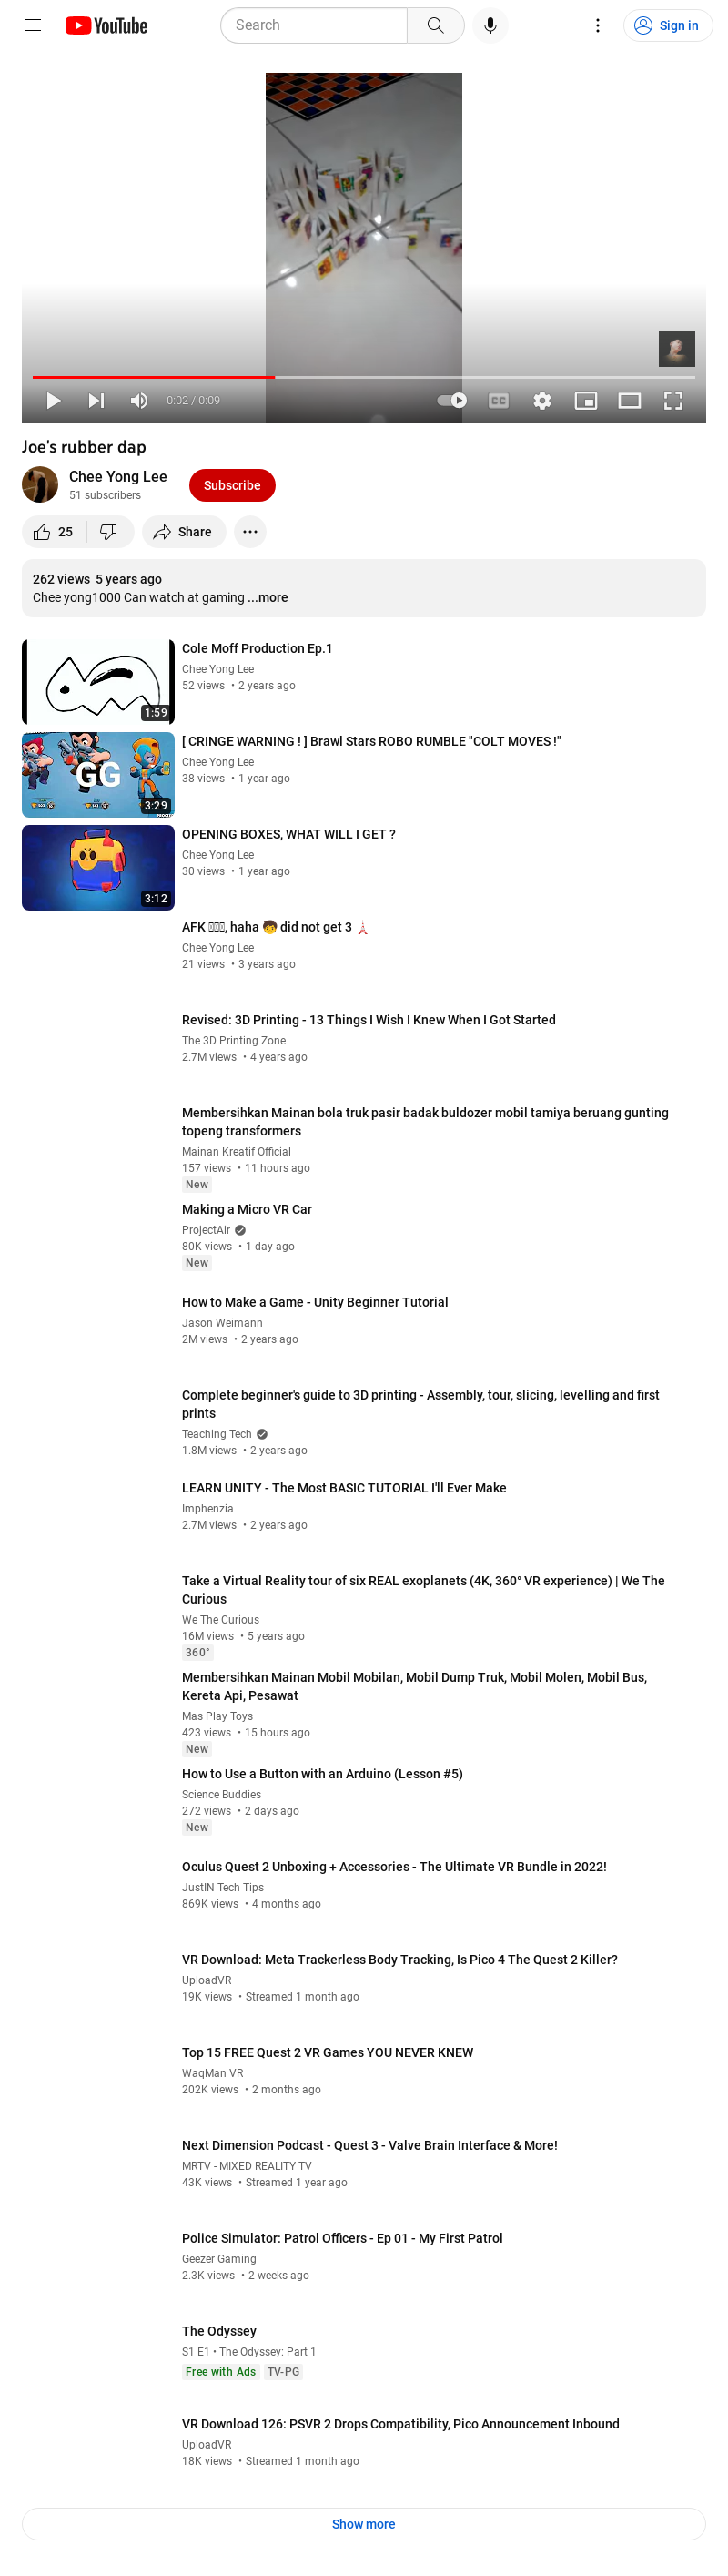 YouTube
Search
Sign in
0:02 / 0:09
CC
Joe's rubber dap
Chee Yong Lee
51 subscribers
Subscribe
25
Share
262 views 5 years ago
Chee yong1000 Can watch at gaming ...more
1:59
Cole Moff Production Ep.1
Chee Yong Lee
52 views • 2 years ago
GG
3:29
[ CRINGE WARNING ! ] Brawl Stars ROBO RUMBLE "COLT MOVES !"
Chee Yong Lee
38 views • 1 year ago
3:12
OPENING BOXES, WHAT WILL I GET ?
Chee Yong Lee
30 views • 1 year ago
AFK , haha 🧒 did not get 3 🗼
Chee Yong Lee
21 views • 3 years ago
Revised: 3D Printing - 13 Things I Wish I Knew When I Got Started
The 3D Printing Zone
2.7M views • 4 years ago
Membersihkan Mainan bola truk pasir badak buldozer mobil tamiya beruang gunting
topeng transformers
Mainan Kreatif Official
157 views • 11 hours ago
New
Making a Micro VR Car
ProjectAir
80K views • 1 day ago
New
How to Make a Game - Unity Beginner Tutorial
Jason Weimann
2M views • 2 years ago
Complete beginner's guide to 3D printing - Assembly, tour, slicing, levelling and first
prints
Teaching Tech
1.8M views • 2 years ago
LEARN UNITY - The Most BASIC TUTORIAL I'll Ever Make
Imphenzia
2.7M views • 2 years ago
Take a Virtual Reality tour of six REAL exoplanets (4K, 360° VR experience) | We The
Curious
We The Curious
16M views • 5 years ago
360°
Membersihkan Mainan Mobil Mobilan, Mobil Dump Truk, Mobil Molen, Mobil Bus,
Kereta Api, Pesawat
Mas Play Toys
423 views • 15 hours ago
New
How to Use a Button with an Arduino (Lesson #5)
Science Buddies
272 views • 2 days ago
New
Oculus Quest 2 Unboxing + Accessories - The Ultimate VR Bundle in 2022!
JustIN Tech Tips
869K views • 4 months ago
VR Download: Meta Trackerless Body Tracking, Is Pico 4 The Quest 2 Killer?
UploadVR
19K views • Streamed 1 month ago
Top 15 FREE Quest 2 VR Games YOU NEVER KNEW
WaqMan VR
202K views • 2 months ago
Next Dimension Podcast - Quest 3 - Valve Brain Interface & More!
MRTV - MIXED REALITY TV
43K views • Streamed 1 year ago
Police Simulator: Patrol Officers - Ep 01 - My First Patrol
Geezer Gaming
2.3K views • 2 weeks ago
The Odyssey
S1 E1 • The Odyssey: Part 1
Free with Ads TV-PG
VR Download 126: PSVR 2 Drops Compatibility, Pico Announcement Inbound
UploadVR
18K views • Streamed 1 month ago
Show more